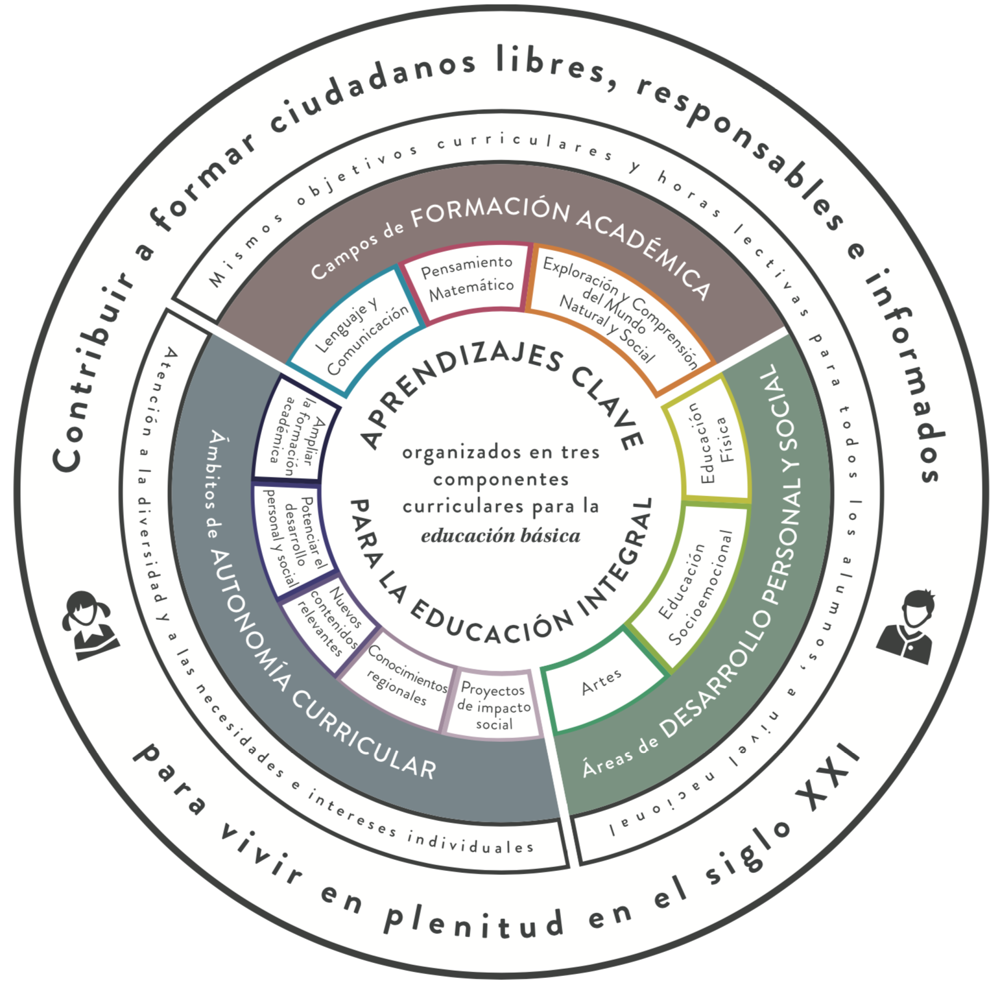 Contribuir a formar ciudadanos libres, responsables e informados
para vivir en plenitud en el siglo XXI
Mismos objetivos curriculares y horas lectivas para todos los alumnos, a nivel nacional
Atención a la diversidad y a las necesidades e intereses individuales
Campos de FORMACIÓN ACADÉMICA
Lenguaje y
Comunicación
Pensamiento
Matemático
Exploración y Comprensión
del Mundo
Natural y Social
Áreas de DESARROLLO PERSONAL Y SOCIAL
Educación
Física
Educación
Socioemocional
Artes
Ámbitos de AUTONOMÍA CURRICULAR
Ampliar
la formación
académica
Potenciar el
desarrollo
personal y social
Nuevos
contenidos
relevantes
Conocimientos
regionales
Proyectos
de impacto
social
APRENDIZAJES CLAVE
organizados en tres
componentes
curriculares para la
educación básica
PARA LA EDUCACIÓN INTEGRAL